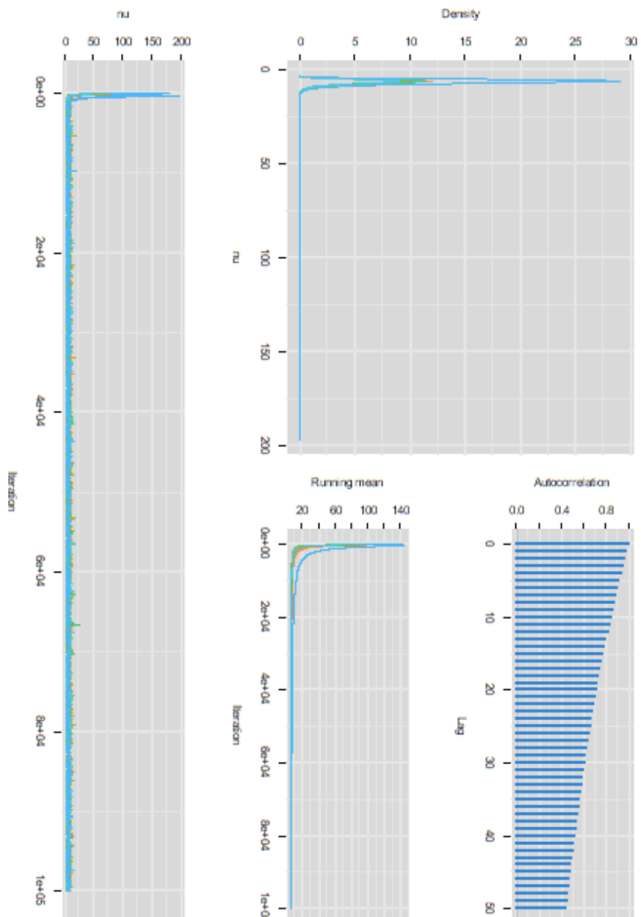 Density
0 5 10 15 20 25 30
0 50 100 150 200
nu
Autocorrelation
0.0 0.4 0.8
0 10 20 30 40 50
Lag
Running mean
20 60 100 140
0e+00 2e+04 4e+04 6e+04 8e+04 1e+0
Iteration
nu
0 50 100 150 200
0e+00 2e+04 4e+04 6e+04 8e+04 1e+05
Iteration